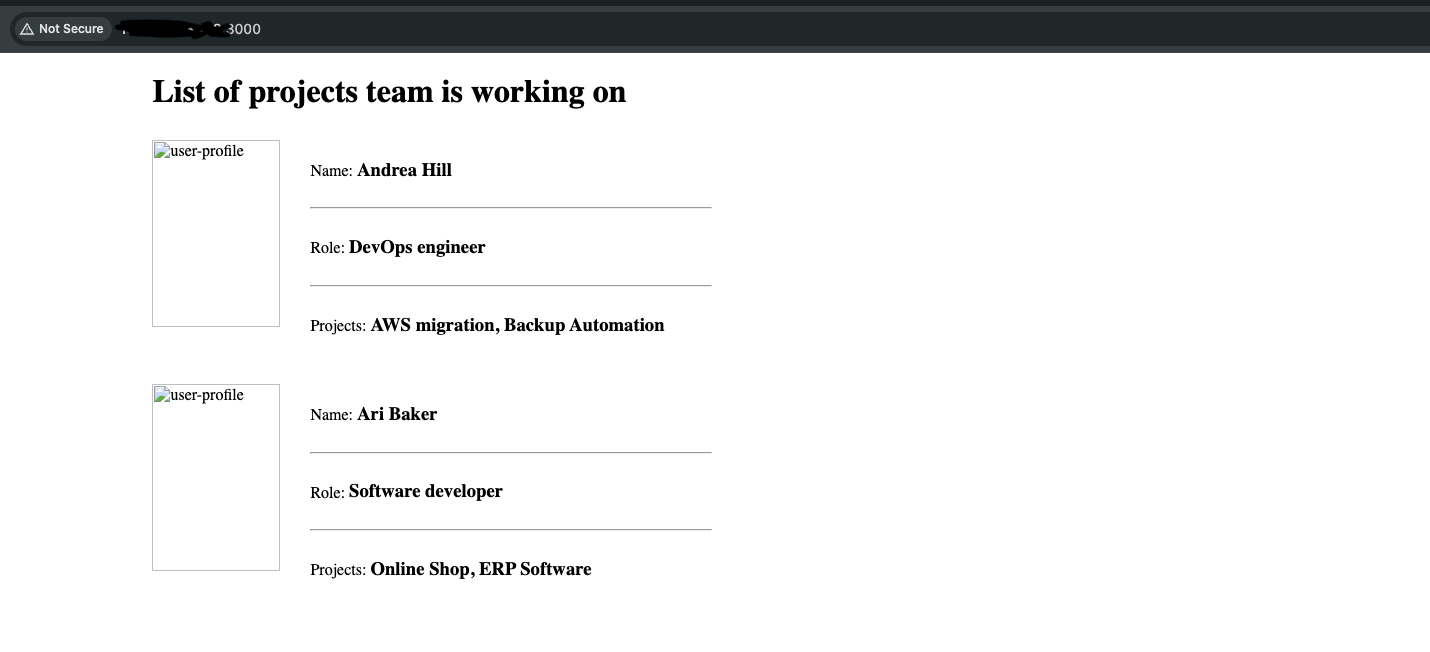 Not Secure
:3000
List of projects team is working on
user-profile
Name: Andrea Hill
Role: DevOps engineer
Projects: AWS migration, Backup Automation
user-profile
Name: Ari Baker
Role: Software developer
Projects: Online Shop, ERP Software